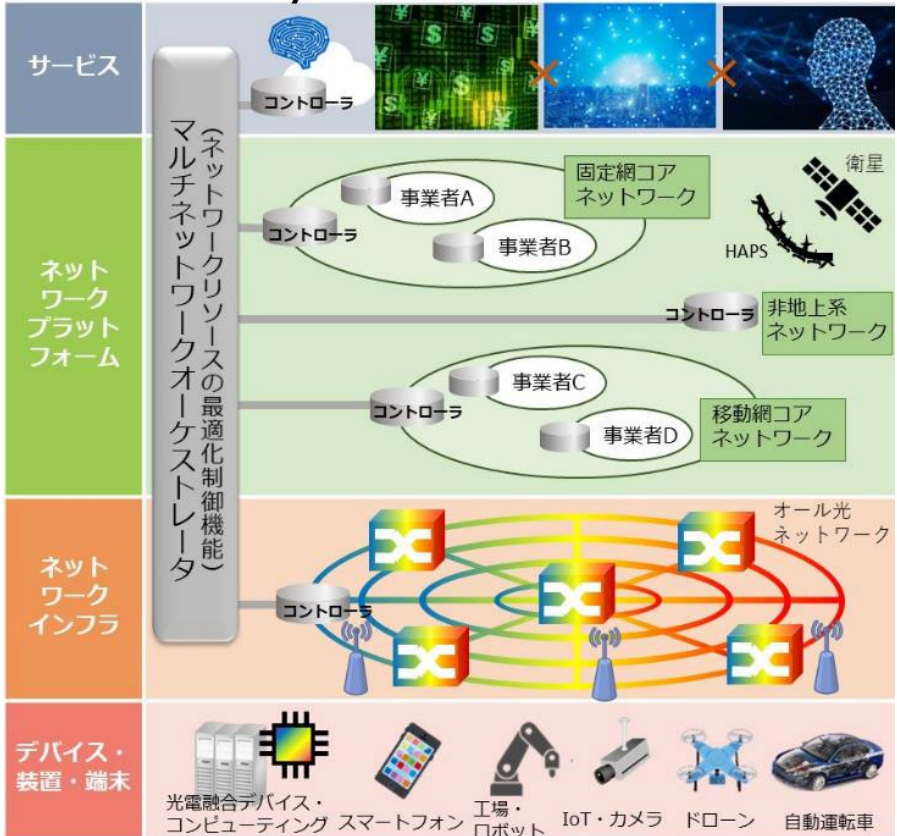 サービス
コントローラ
マルチネットワークオーケストレータ
(ネットワークリソースの最適化制御機能)
ネット
ワーク
プラット
フォーム
コントローラ
事業者A
事業者B
固定網コア
ネットワーク
衛星
HAPS
コントローラ
非地上系
ネットワーク
コントローラ
事業者C
事業者D
移動網コア
ネットワーク
ネット
ワーク
インフラ
コントローラ
オール光
ネットワーク
デバイス・
装置・端末
光電融合デバイス・
コンピューティング
スマートフォン
工場・
ロボット
IoT・カメラ
ドローン
自動運転車